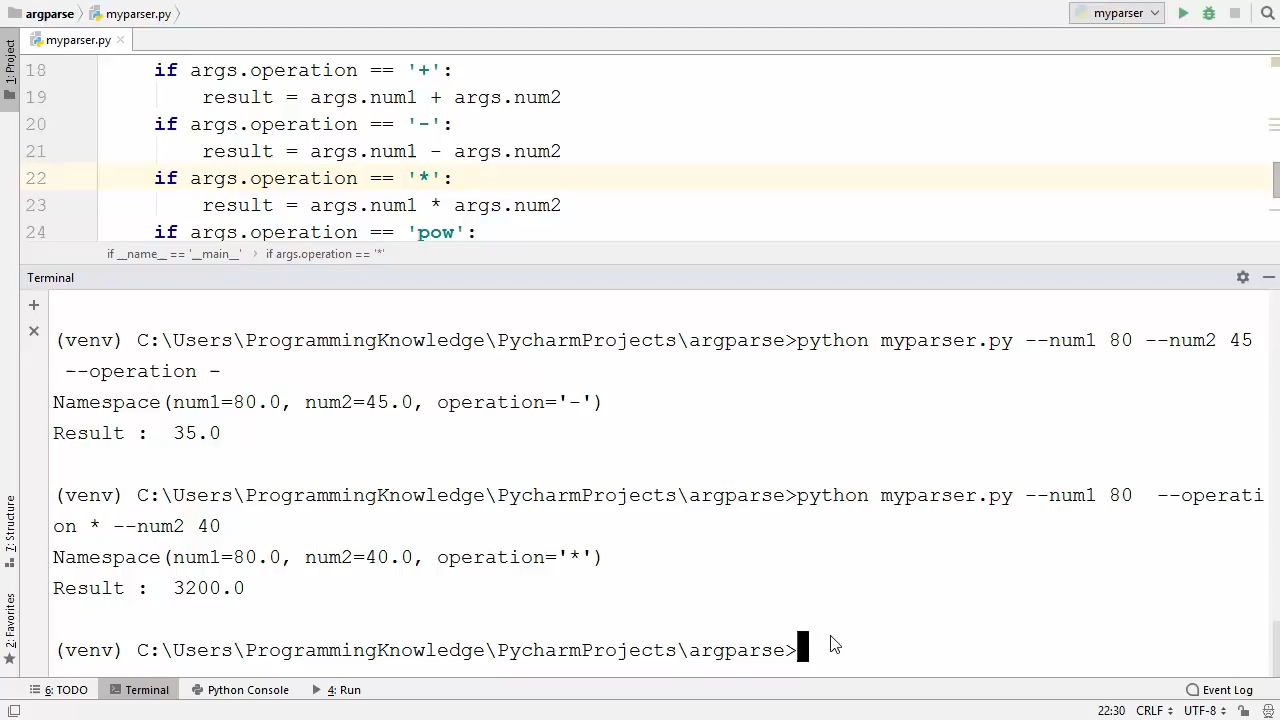 argparse myparser.py myparser
myparser.py
1: Project
18 if args.operation == '+':
19 result = args.num1 + args.num2
20 if args.operation == '-':
21 result = args.num1 - args.num2
22 if args.operation == '*':
23 result = args.num1 * args.num2
24 if args.operation == 'pow':
if __name__ == '__main__' if args.operation == '*'
Terminal
(venv) C:\Users\ProgrammingKnowledge\PycharmProjects\argparse>python myparser.py --num1 80 --num2 45
--operation -
Namespace(num1=80.0, num2=45.0, operation='-')
Result :  35.0
(venv) C:\Users\ProgrammingKnowledge\PycharmProjects\argparse>python myparser.py --num1 80  --operati
on * --num2 40
Namespace(num1=80.0, num2=40.0, operation='*')
Result :  3200.0
(venv) C:\Users\ProgrammingKnowledge\PycharmProjects\argparse>
7: Structure
2: Favorites
6: TODO Terminal Python Console 4: Run Event Log
22:30 CRLF UTF-8